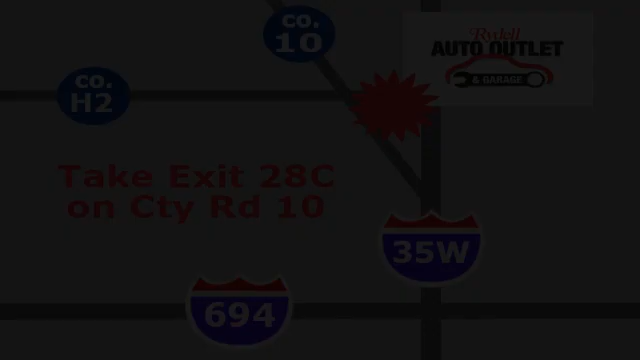 CO.
10
Rydell
AUTO OUTLET
& GARAGE
CO.
H2
Take Exit 28C
on Cty Rd 10
35W
694